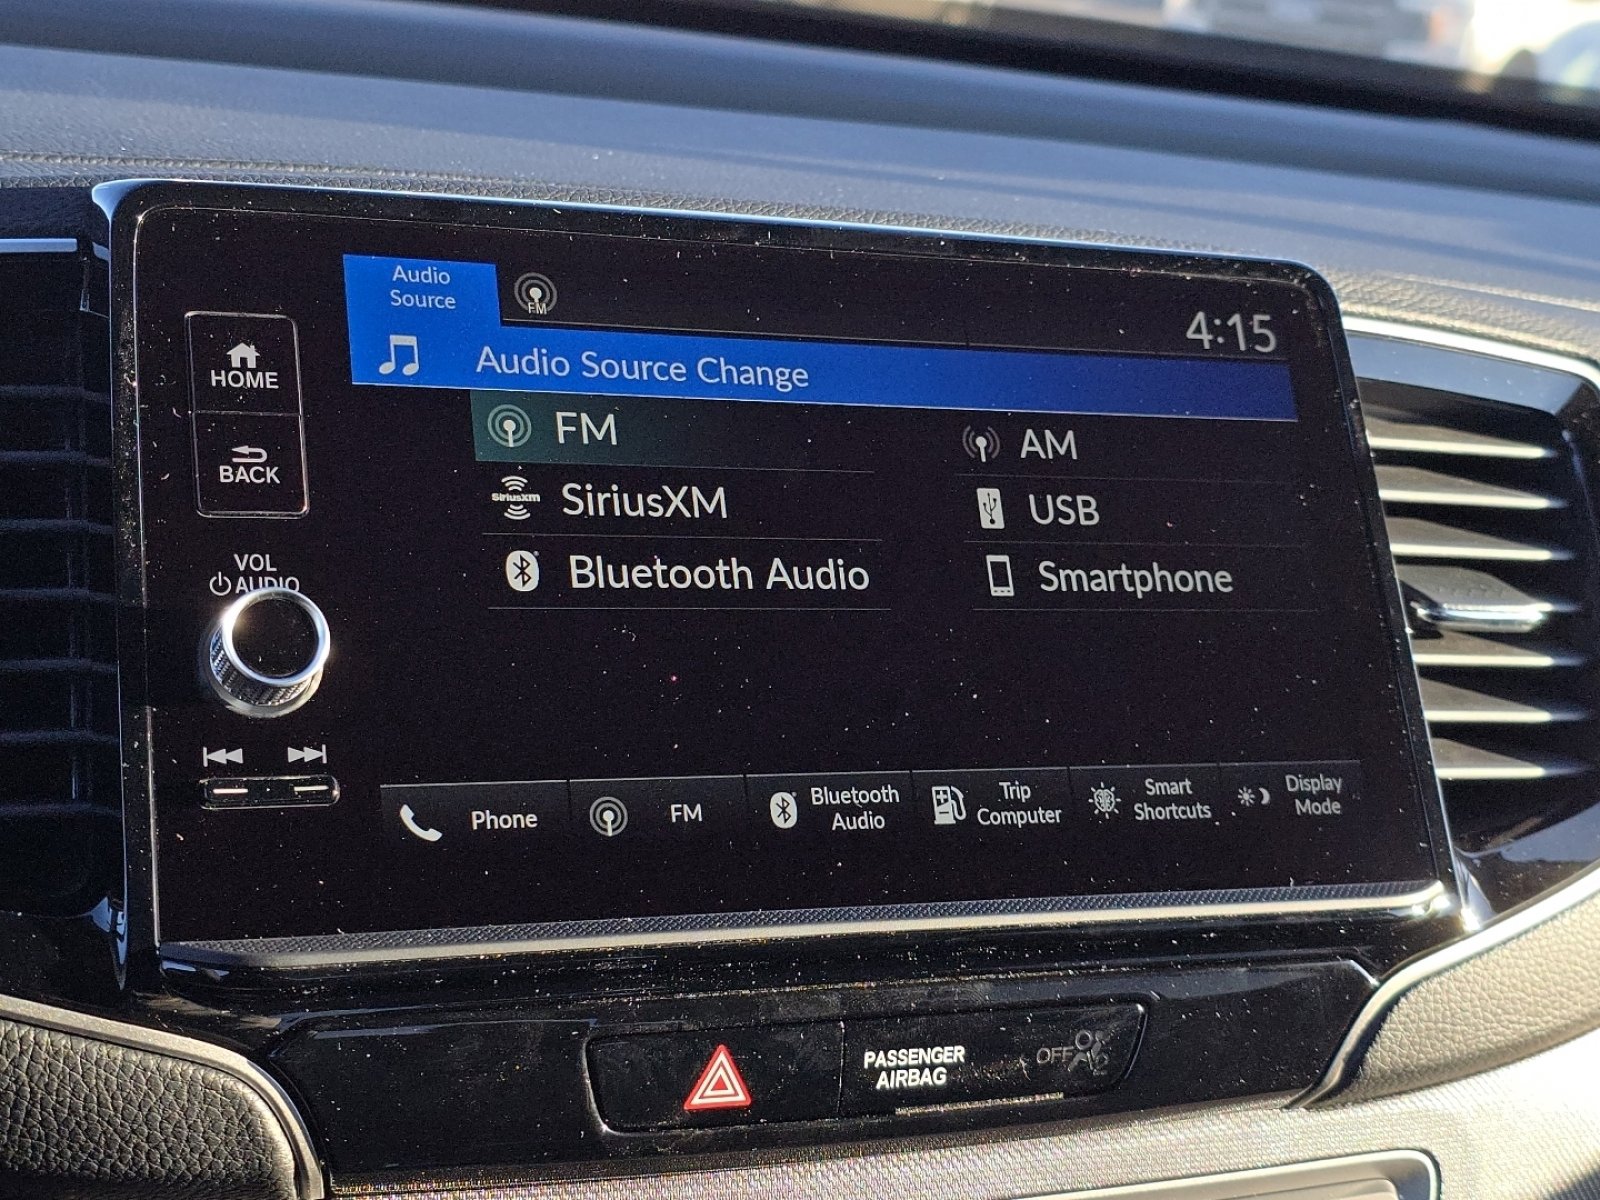 Audio
Source
FM
4:15
Audio Source Change
HOME
BACK
FM
AM
SiriusXM
SiriusXM
USB
Bluetooth Audio
Smartphone
VOL
AUDIO
Phone
FM
Bluetooth
Audio
Trip
Computer
Smart
Shortcuts
Display
Mode
PASSENGER
AIRBAG
OFF